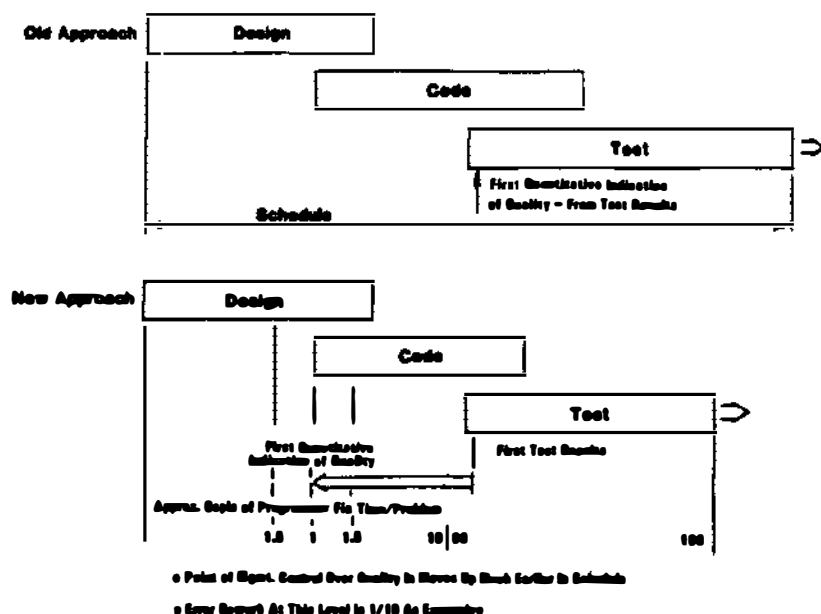 Old Approach
Design
Code
Test
First Quantitative Indication
of Quality – From Test Results
Schedule
New Approach
Design
Code
Test
First Quantitative
Indication of Quality
First Test Results
Approx. of Programmer Fix Time/Problem
1.5 1 1.5 10 100
• Point of Mgmt. Control Over Quality Is Moved Up Much Earlier In Schedule
• Error Rework At This Level Is 1/10 As Expensive